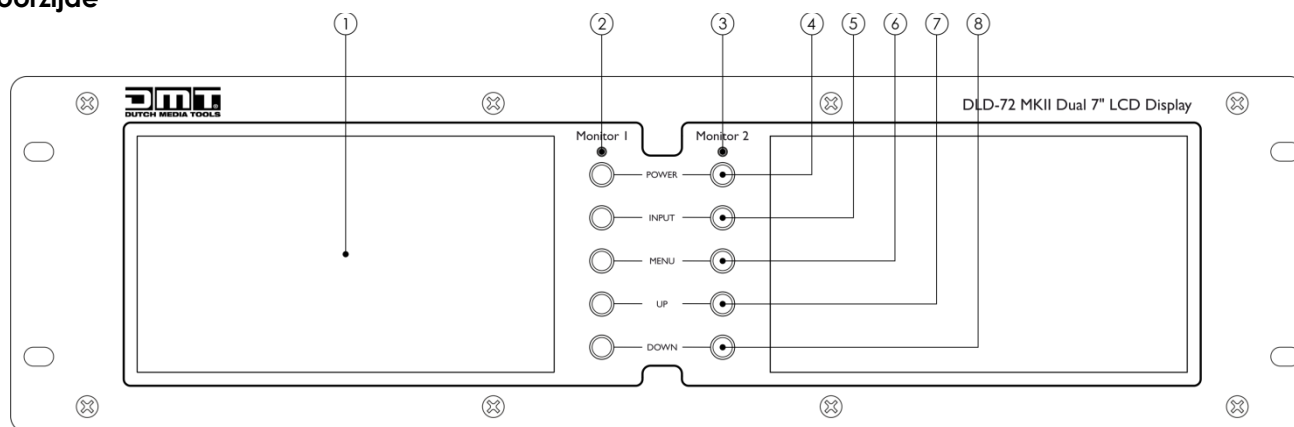 ① ② ③ ④ ⑤ ⑥ ⑦ ⑧
DMT
DUTCH MEDIA TOOLS
DLD-72 MKII Dual 7" LCD Display
Monitor 1 Monitor 2
POWER
INPUT
MENU
UP
DOWN